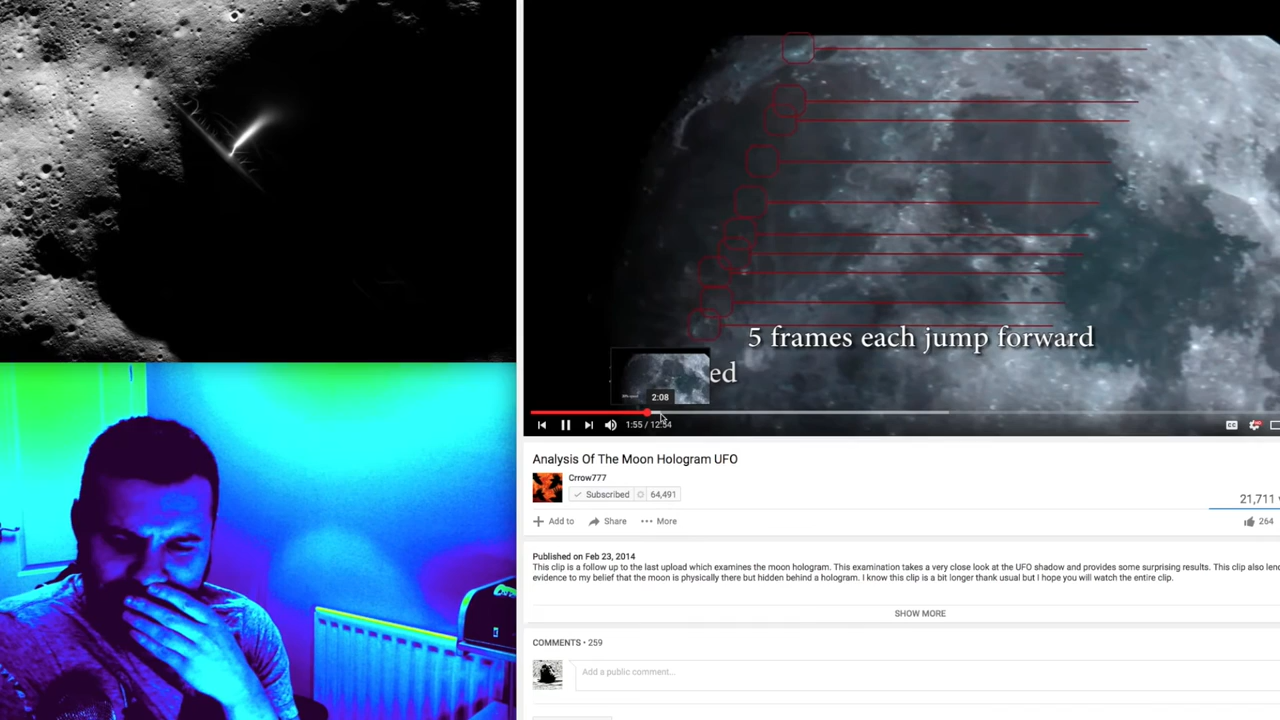 5 frames each jump forward
ed
2:08
1:55 / 12:54
CC
Analysis Of The Moon Hologram UFO
Crrow777
Subscribed 64,491
21,711
Add to Share More
264
Published on Feb 23, 2014
This clip is a follow up to the last upload which examines the moon hologram. This examination takes a very close look at the UFO shadow and provides some surprising results. This clip also lend
evidence to my belief that the moon is physically there but hidden behind a hologram. I know this clip is a bit longer thank usual but I hope you will watch the entire clip.
SHOW MORE
COMMENTS • 259
Add a public comment...